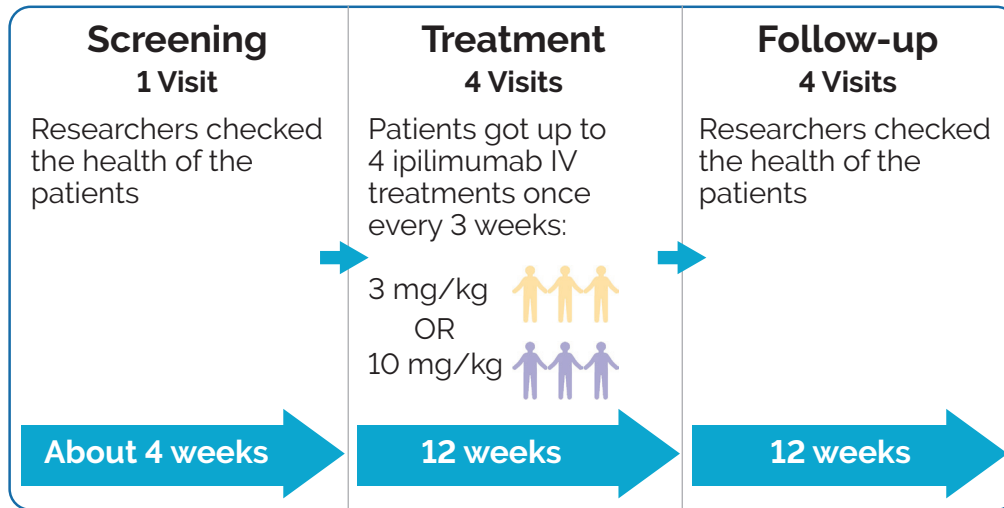 Screening
1 Visit
Researchers checked
the health of the
patients
About 4 weeks
Treatment
4 Visits
Patients got up to
4 ipilimumab IV
treatments once
every 3 weeks:
3 mg/kg
OR
10 mg/kg
12 weeks
Follow-up
4 Visits
Researchers checked
the health of the
patients
12 weeks